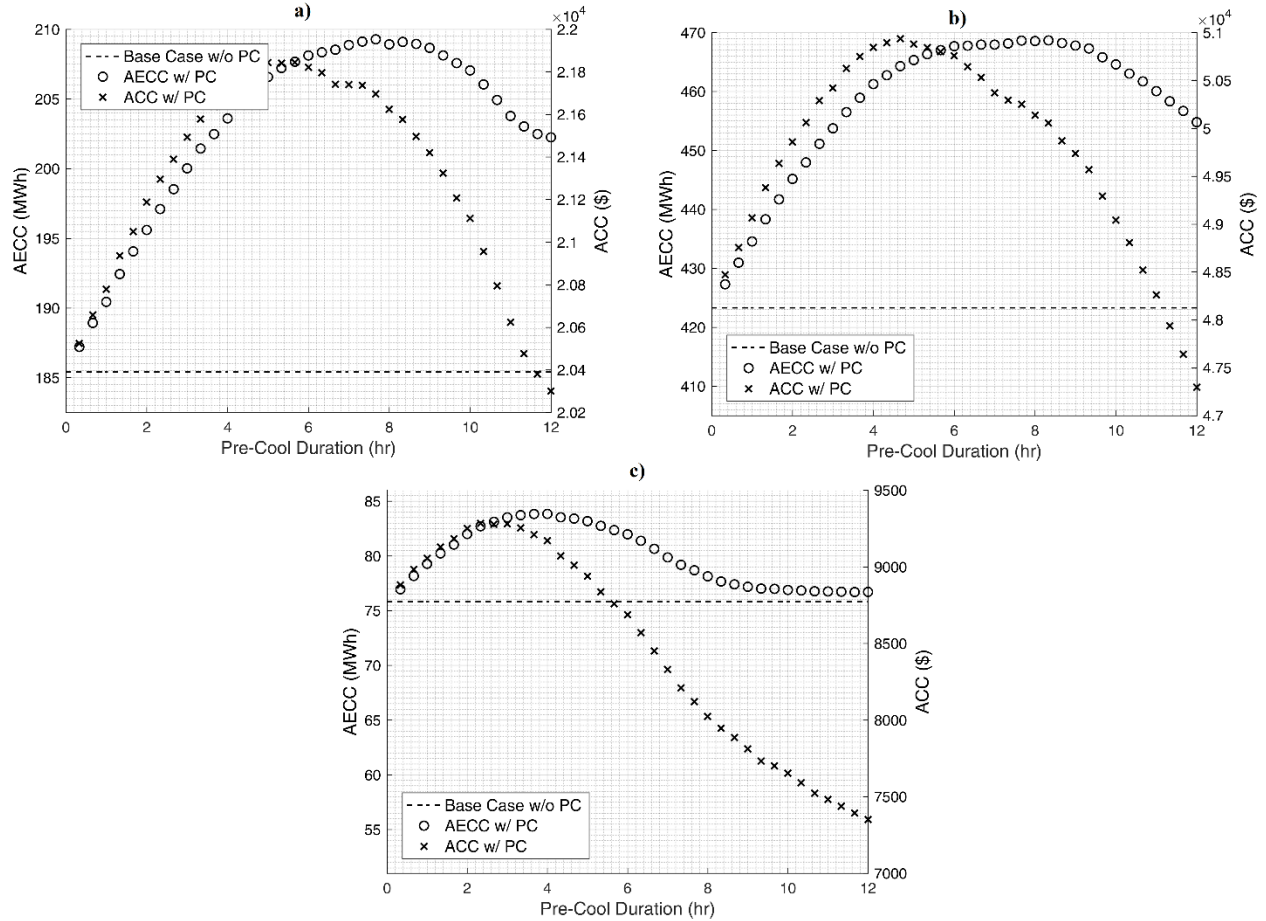 a)
×10⁴
210
205
200
195
190
185
AECC (MWh)
Base Case w/o PC
AECC w/ PC
ACC w/ PC
2.2
2.18
2.16
2.14
2.12
2.1
2.08
2.06
2.04
2.02
ACC ($)
0 2 4 6 8 10 12
Pre-Cool Duration (hr)
b)
×10⁴
470
460
450
440
430
420
410
AECC (MWh)
5.1
5.05
5
4.95
4.9
4.85
4.8
4.75
4.7
ACC ($)
Base Case w/o PC
AECC w/ PC
ACC w/ PC
0 2 4 6 8 10 12
Pre-Cool Duration (hr)
c)
85
80
75
70
65
60
55
AECC (MWh)
9500
9000
8500
8000
7500
7000
ACC ($)
Base Case w/o PC
AECC w/ PC
ACC w/ PC
0 2 4 6 8 10 12
Pre-Cool Duration (hr)